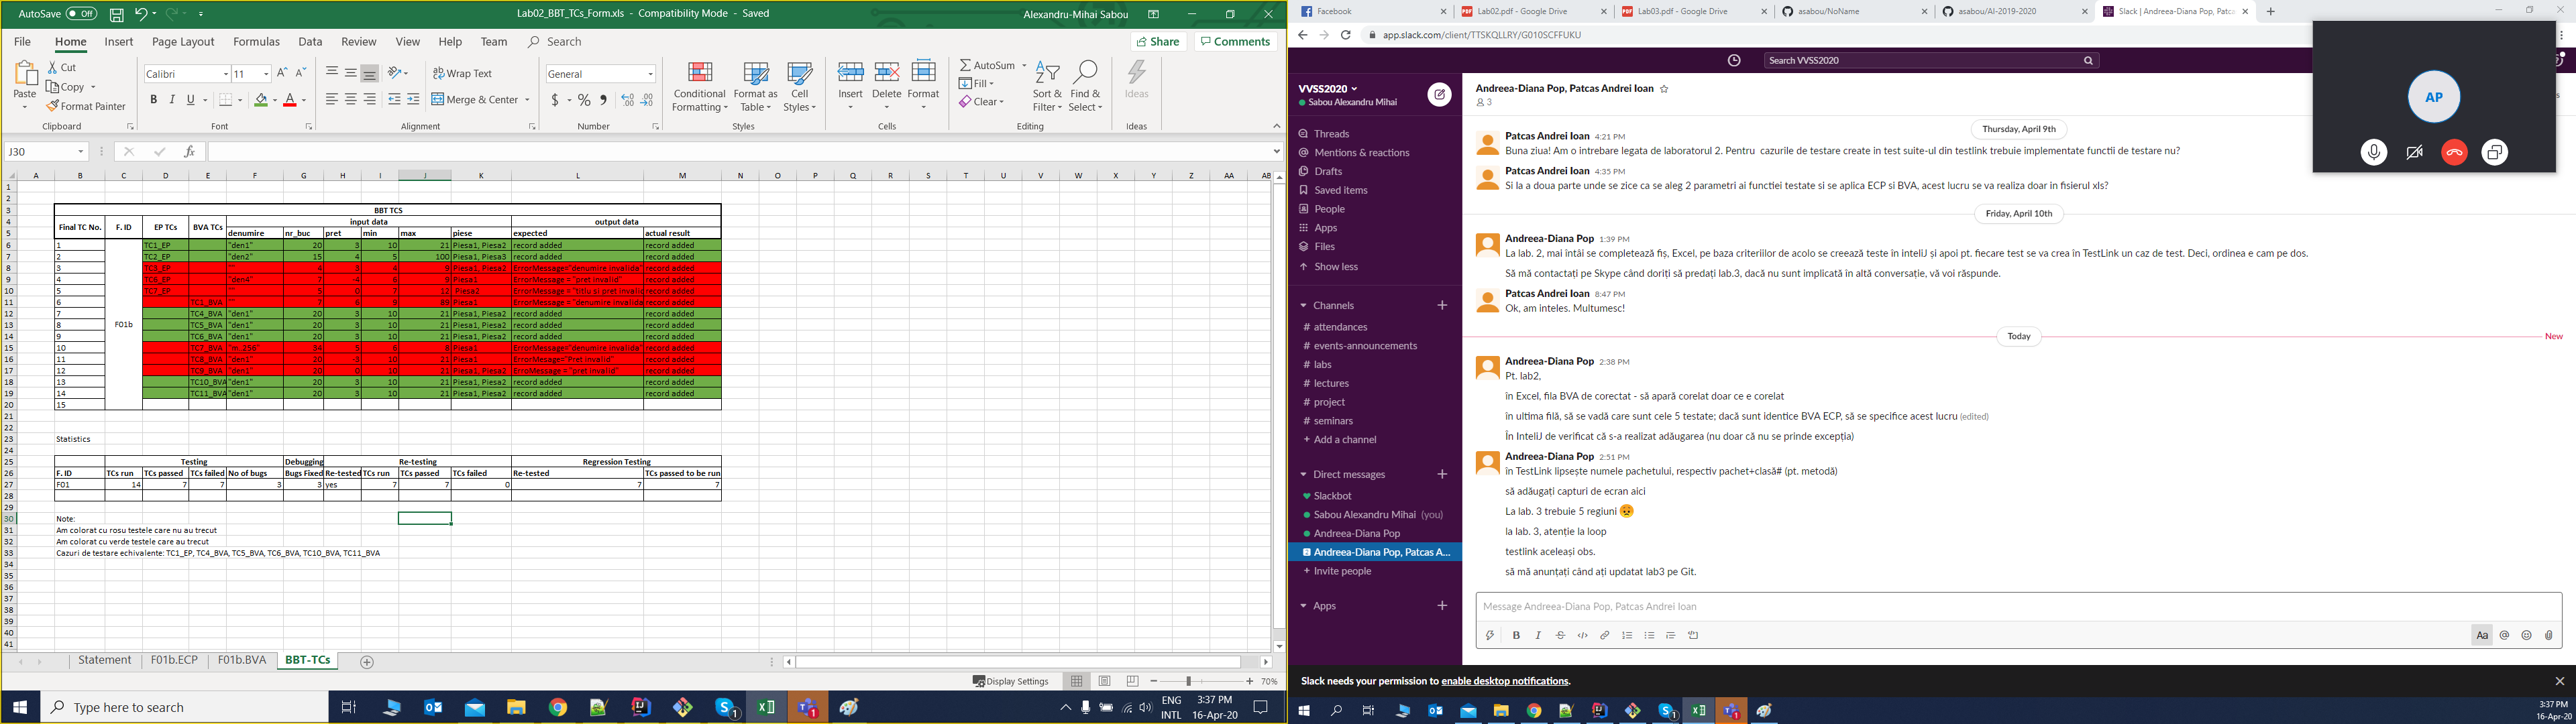 AutoSave Off
Lab02_BBT_TCs_Form.xls - Compatibility Mode - Saved
Alexandru-Mihai Sabou
File Home Insert Page Layout Formulas Data Review View Help Team Search
Share Comments
Paste
Cut
Copy
Format Painter
Calibri 11
Wrap Text
Merge & Center
General
Conditional Formatting
Format as Table
Cell Styles
Insert Delete Format
AutoSum
Fill
Clear
Sort & Filter
Find & Select
Ideas
Clipboard Font Alignment Number Styles Cells Editing Ideas
J30
A B C D E F G H I J K L M N O P Q R S T U V W X Y Z AA AB
BBT TCS
Final TC No. F. ID EP TCs BVA TCs input data output data
denumire nr_buc pret min max piese expected actual result
F01b
1 TC1_EP "den1" 20 3 10 21 Piesa1, Piesa2 record added record added
2 TC2_EP "den2" 15 4 5 100 Piesa1, Piesa3 record added record added
3 TC3_EP "" 4 3 4 9 Piesa1, Piesa2 ErrorMessage="denumire invalida" record added
4 TC6_EP "den4" 7 -4 6 9 Piesa1 ErrorMessage = "pret invalid" record added
5 TC7_EP "" 5 0 7 12 Piesa2 ErrorMessage = "titlu si pret invalid record added
6 TC1_BVA "" 7 6 9 89 Piesa1 ErrorMessage = "denumire invalida record added
7 TC4_BVA "den1" 20 3 10 21 Piesa1, Piesa2 record added record added
8 TC5_BVA "den1" 20 3 10 21 Piesa1, Piesa2 record added record added
9 TC6_BVA "den1" 20 3 10 21 Piesa1, Piesa2 record added record added
10 TC7_BVA "n..256" 34 5 6 8 Piesa1 ErrorMessage="denumire invalida" record added
11 TC8_BVA "den1" 20 -3 10 21 Piesa1 ErrorMessage="Pret invalid" record added
12 TC9_BVA "den1" 20 0 10 21 Piesa1, Piesa2 ErroMessage = "pret invalid" record added
13 TC10_BVA "den1" 20 3 10 21 Piesa1, Piesa2 record added record added
14 TC11_BVA "den1" 20 3 10 21 Piesa1, Piesa2 record added record added
15
Statistics
Testing Debugging Re-testing Regression Testing
F. ID TCs run TCs passed TCs failed No of bugs Bugs Fixed Re-tested TCs run TCs passed TCs failed Re-tested TCs passed to be run
F01 14 7 7 3 3 yes 7 7 0 7 7
Note:
Am colorat cu rosu testele care nu au trecut
Am colorat cu verde testele care au trecut
Cazuri de testare echivalente: TC1_EP, TC4_BVA, TC5_BVA, TC6_BVA, TC10_BVA, TC11_BVA
Statement F01b.ECP F01b.BVA BBT-TCs
Display Settings 70%
Type here to search
ENG INTL
3:37 PM
16-Apr-20
Facebook
Lab02.pdf - Google Drive
Lab03.pdf - Google Drive
asabou/NoName
asabou/AI-2019-2020
Slack | Andreea-Diana Pop, Patca
app.slack.com/client/TTSKQLLRY/G010SCFFUKU
Search VVSS2020
AP
VVSS2020
Sabou Alexandru Mihai
Threads
Mentions & reactions
Drafts
Saved items
People
Apps
Files
Show less
Channels
# attendances
# events-announcements
# labs
# lectures
# project
# seminars
+ Add a channel
Direct messages
Slackbot
Sabou Alexandru Mihai (you)
Andreea-Diana Pop
2 Andreea-Diana Pop, Patcas A...
+ Invite people
Apps
Andreea-Diana Pop, Patcas Andrei Ioan
3
Thursday, April 9th
Patcas Andrei Ioan 4:21 PM
Buna ziua! Am o intrebare legata de laboratorul 2. Pentru cazurile de testare create in test suite-ul din testlink trebuie implementate functii de testare nu?
Patcas Andrei Ioan 4:35 PM
Si la a doua parte unde se zice ca se aleg 2 parametri ai functiei testate si se aplica ECP si BVA, acest lucru se va realiza doar in fisierul xls?
Friday, April 10th
Andreea-Diana Pop 1:39 PM
La lab. 2, mai întâi se completează fiș, Excel, pe baza criteriilor de acolo se creează teste în inteliJ și apoi pt. fiecare test se va crea în TestLink un caz de test. Deci, ordinea e cam pe dos.
Să mă contactați pe Skype când doriți să predați lab.3, dacă nu sunt implicată în altă conversație, vă voi răspunde.
Patcas Andrei Ioan 8:47 PM
Ok, am inteles. Multumesc!
Today
New
Andreea-Diana Pop 2:38 PM
Pt. lab2,
în Excel, fila BVA de corectat - să apară corelat doar ce e corelat
în ultima filă, să se vadă care sunt cele 5 testate; dacă sunt identice BVA ECP, să se specifice acest lucru (edited)
În InteliJ de verificat că s-a realizat adăugarea (nu doar că nu se prinde excepția)
Andreea-Diana Pop 2:51 PM
în TestLink lipsește numele pachetului, respectiv pachet+clasă# (pt. metodă)
să adăugați capturi de ecran aici
La lab. 3 trebuie 5 regiuni
la lab. 3, atenție la loop
testlink aceleași obs.
să mă anunțați când ați updatat lab3 pe Git.
Message Andreea-Diana Pop, Patcas Andrei Ioan
Slack needs your permission to enable desktop notifications.
3:37 PM
16-Apr-20